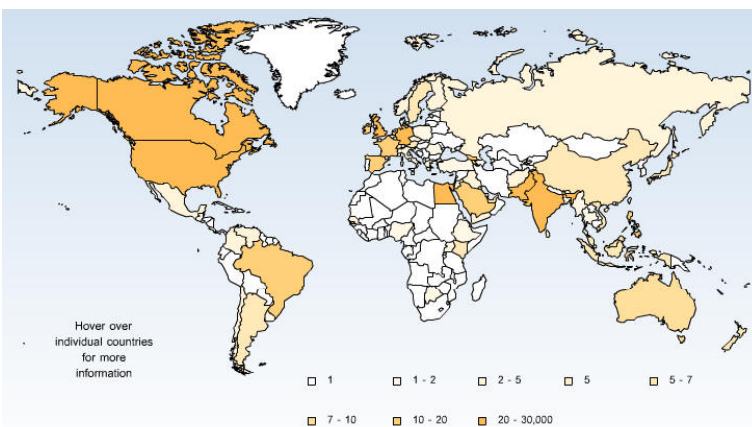 Hover over
individual countries
for more
information
1
1 - 2
2 - 5
5
5 - 7
7 - 10
10 - 20
20 - 30,000